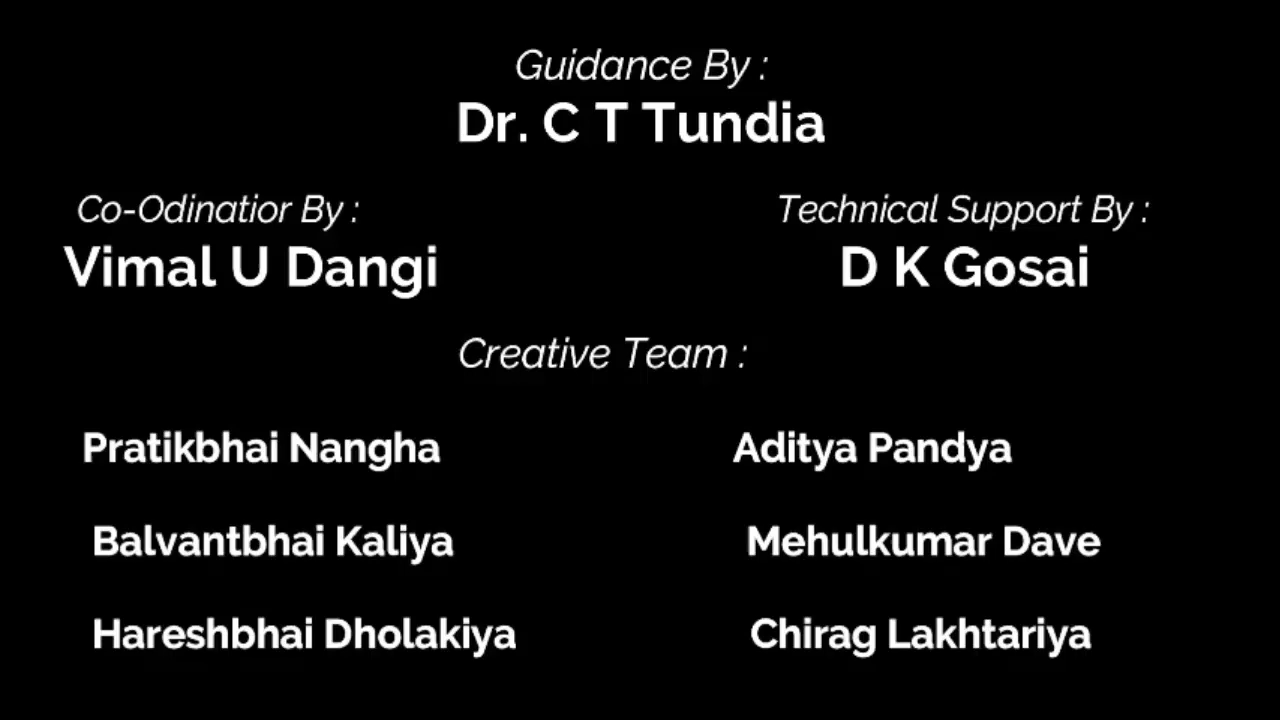 Guidance By :
Dr. C T Tundia
Co-Odinatior By :
Vimal U Dangi
Technical Support By :
D K Gosai
Creative Team :
Pratikbhai Nangha
Aditya Pandya
Balvantbhai Kaliya
Mehulkumar Dave
Hareshbhai Dholakiya
Chirag Lakhtariya